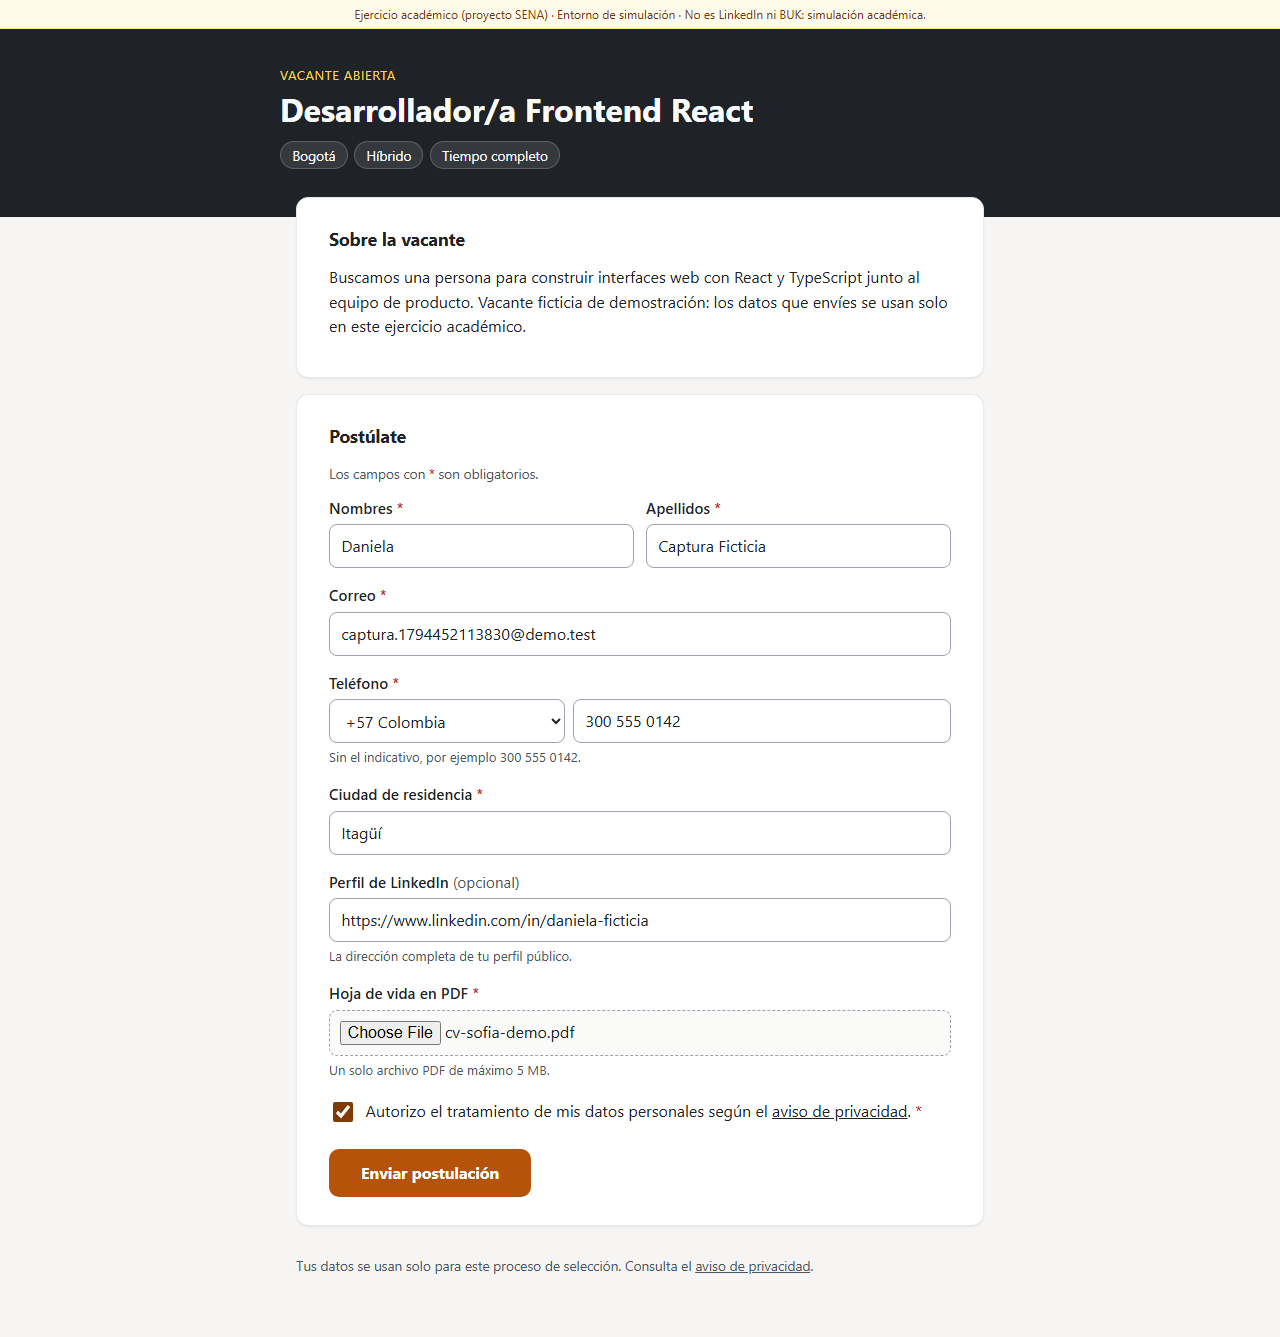 Ejercicio académico (proyecto SENA) · Entorno de simulación · No es LinkedIn ni BUK: simulación académica.
VACANTE ABIERTA
Desarrollador/a Frontend React
Bogotá
Híbrido
Tiempo completo
Sobre la vacante
Buscamos una persona para construir interfaces web con React y TypeScript junto al
equipo de producto. Vacante ficticia de demostración: los datos que envíes se usan solo
en este ejercicio académico.
Postúlate
Los campos con * son obligatorios.
Nombres *
Daniela
Apellidos *
Captura Ficticia
Correo *
captura.1794452113830@demo.test
Teléfono *
+57 Colombia
300 555 0142
Sin el indicativo, por ejemplo 300 555 0142.
Ciudad de residencia *
Itagüí
Perfil de LinkedIn (opcional)
https://www.linkedin.com/in/daniela-ficticia
La dirección completa de tu perfil público.
Hoja de vida en PDF *
Choose File cv-sofia-demo.pdf
Un solo archivo PDF de máximo 5 MB.
Autorizo el tratamiento de mis datos personales según el aviso de privacidad. *
Enviar postulación
Tus datos se usan solo para este proceso de selección. Consulta el aviso de privacidad.